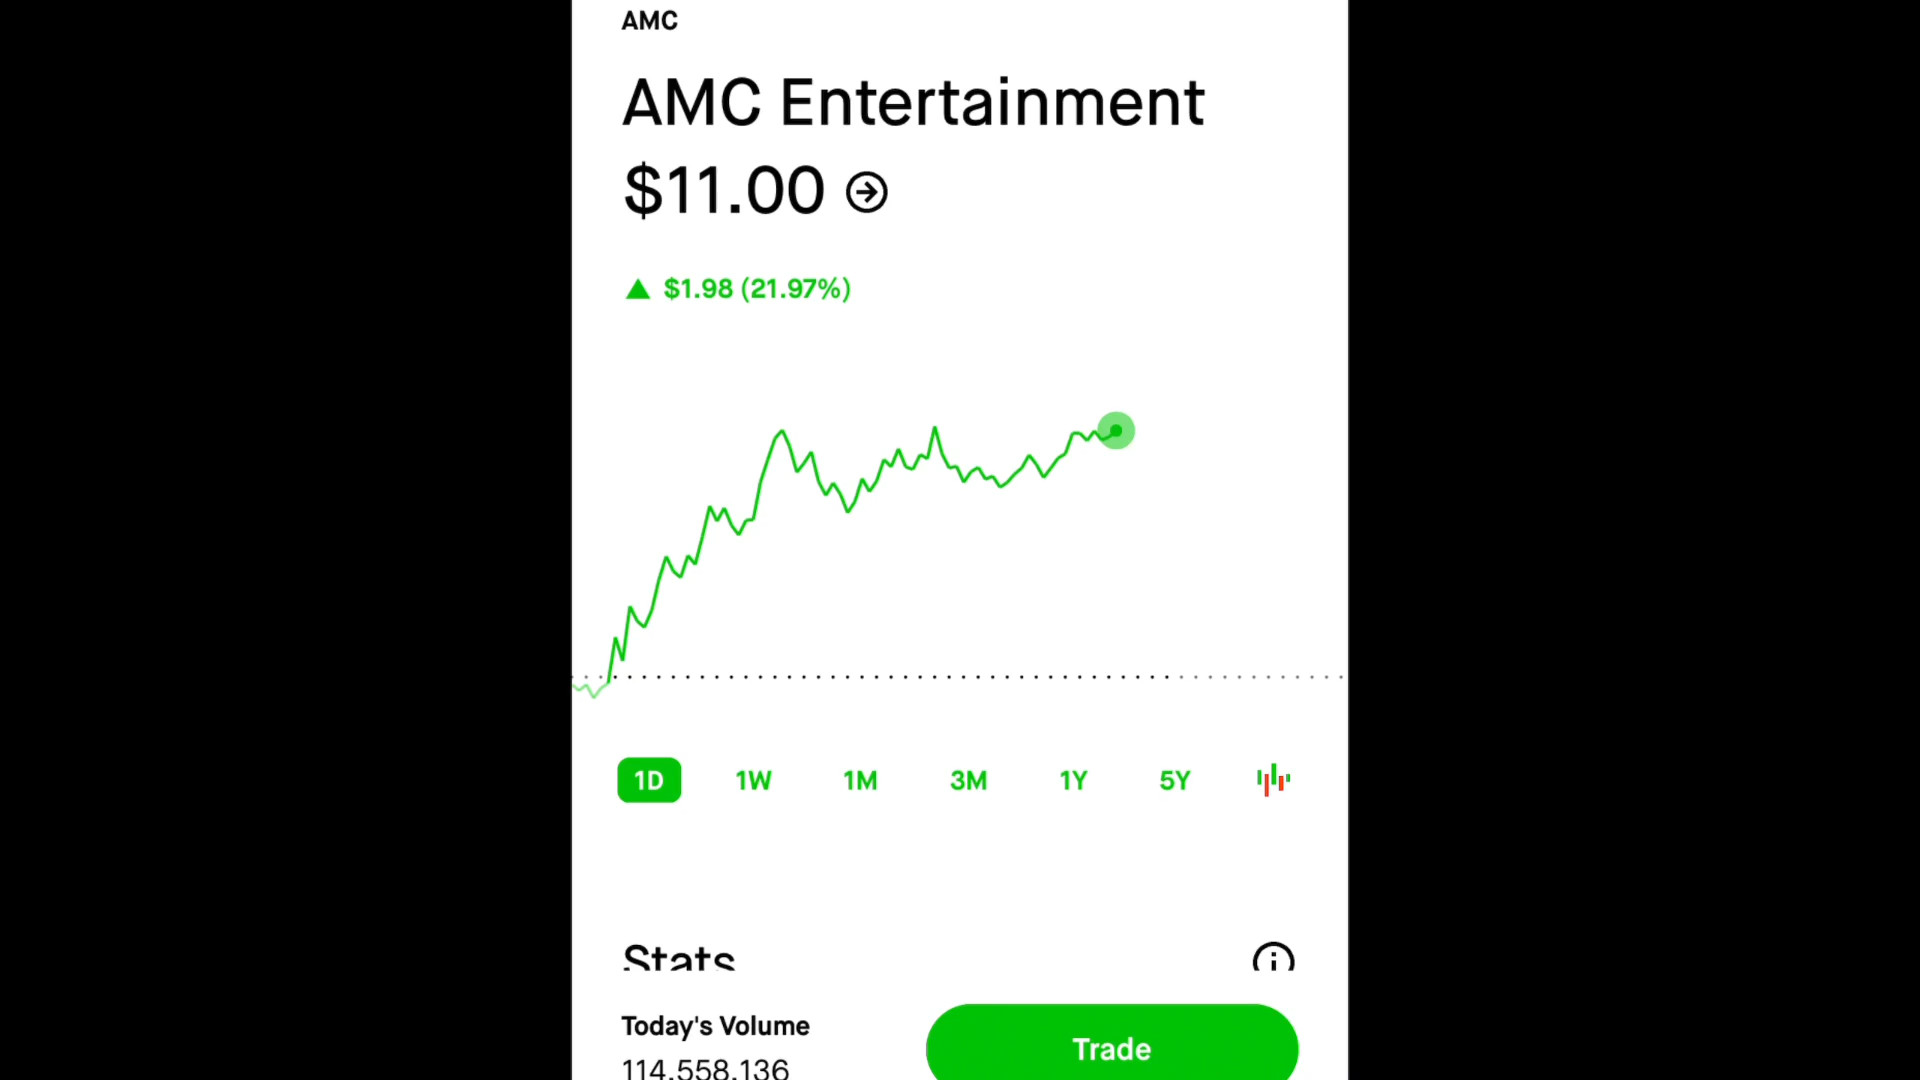 AMC
AMC Entertainment
$11.00
$1.98 (21.97%)
1D 1W 1M 3M 1Y 5Y
Stats
Today's Volume
114,558,136
Trade